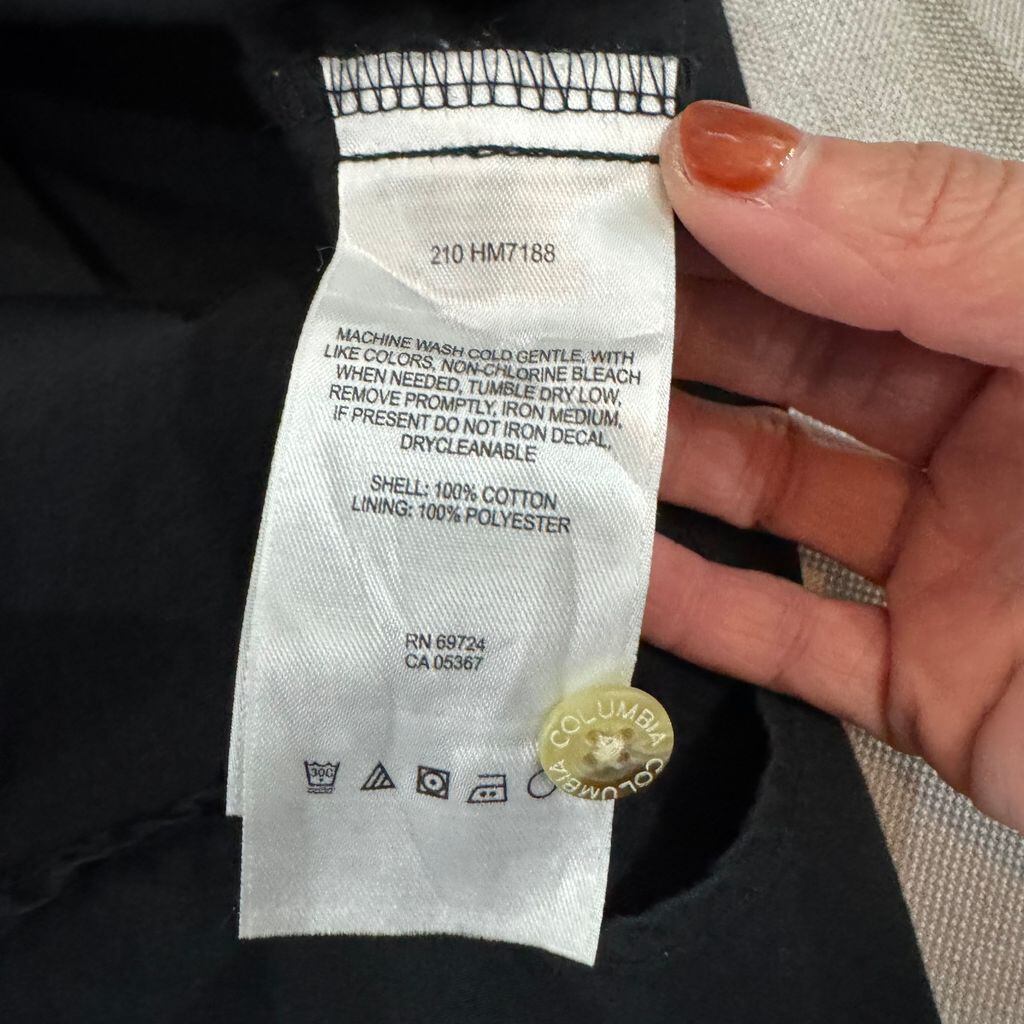 210 HM7188
MACHINE WASH COLD GENTLE, WITH
LIKE COLORS, NON-CHLORINE BLEACH
WHEN NEEDED, TUMBLE DRY LOW,
REMOVE PROMPTLY, IRON MEDIUM,
IF PRESENT DO NOT IRON DECAL,
DRYCLEANABLE
SHELL: 100% COTTON
LINING: 100% POLYESTER
RN 69724
CA 05367
30C
COLUMBIA
COLUMBIA